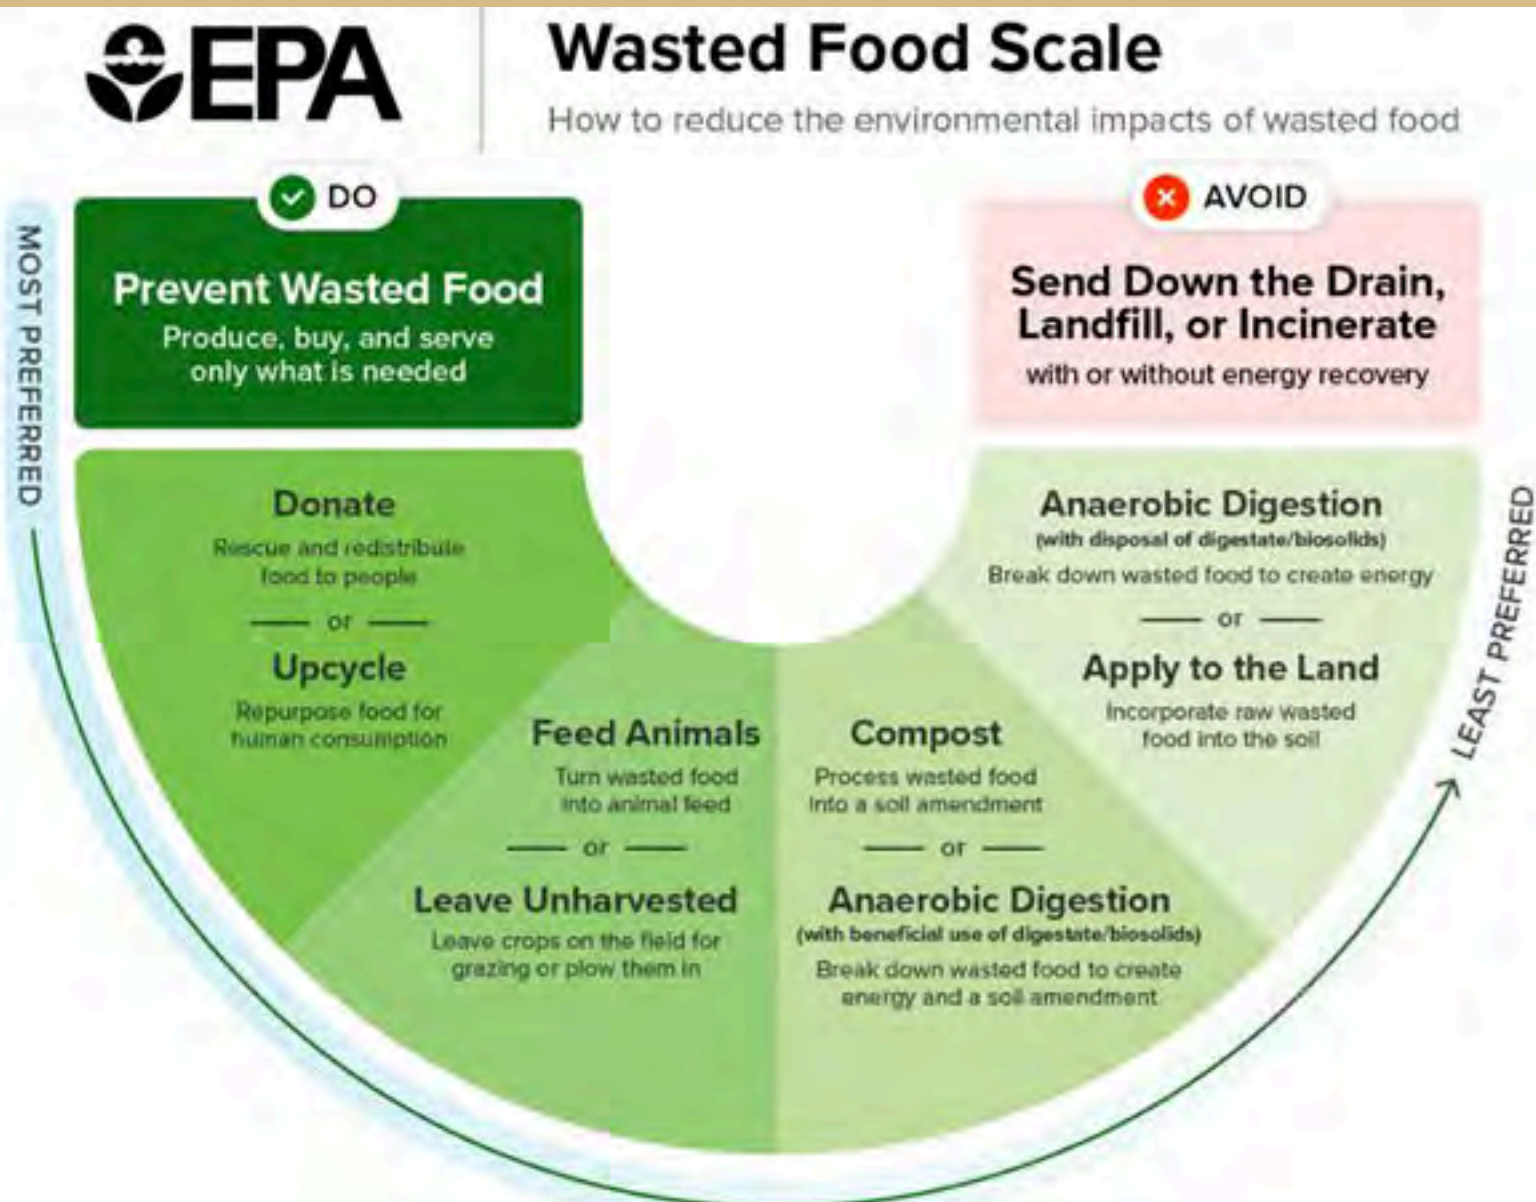 EPA
Wasted Food Scale
How to reduce the environmental impacts of wasted food
DO
Prevent Wasted Food
Produce, buy, and serve
only what is needed
AVOID
Send Down the Drain,
Landfill, or Incinerate
with or without energy recovery
MOST PREFERRED
Donate
Rescue and redistribute
food to people
or
Upcycle
Repurpose food for
human consumption
Feed Animals
Turn wasted food
into animal feed
or
Leave Unharvested
Leave crops on the field for
grazing or plow them in
Compost
Process wasted food
into a soil amendment
or
Anaerobic Digestion
(with beneficial use of digestate/biosolids)
Break down wasted food to create
energy and a soil amendment
Anaerobic Digestion
(with disposal of digestate/biosolids)
Break down wasted food to create energy
or
Apply to the Land
Incorporate raw wasted
food into the soil
LEAST PREFERRED